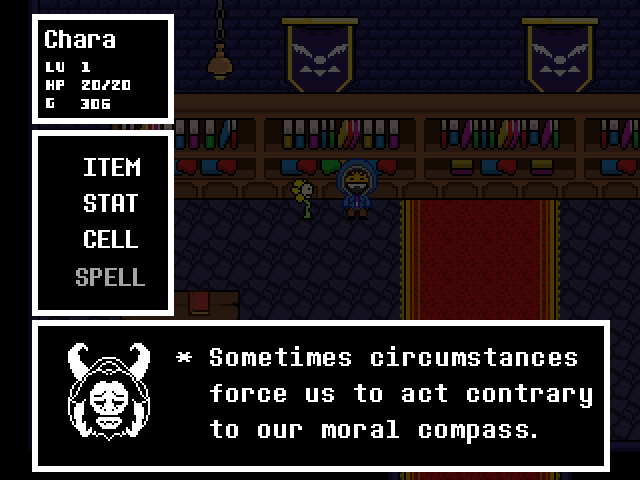 Chara
LV 1
HP 20/20
G 306
ITEM
STAT
CELL
SPELL
* Sometimes circumstances
force us to act contrary
to our moral compass.